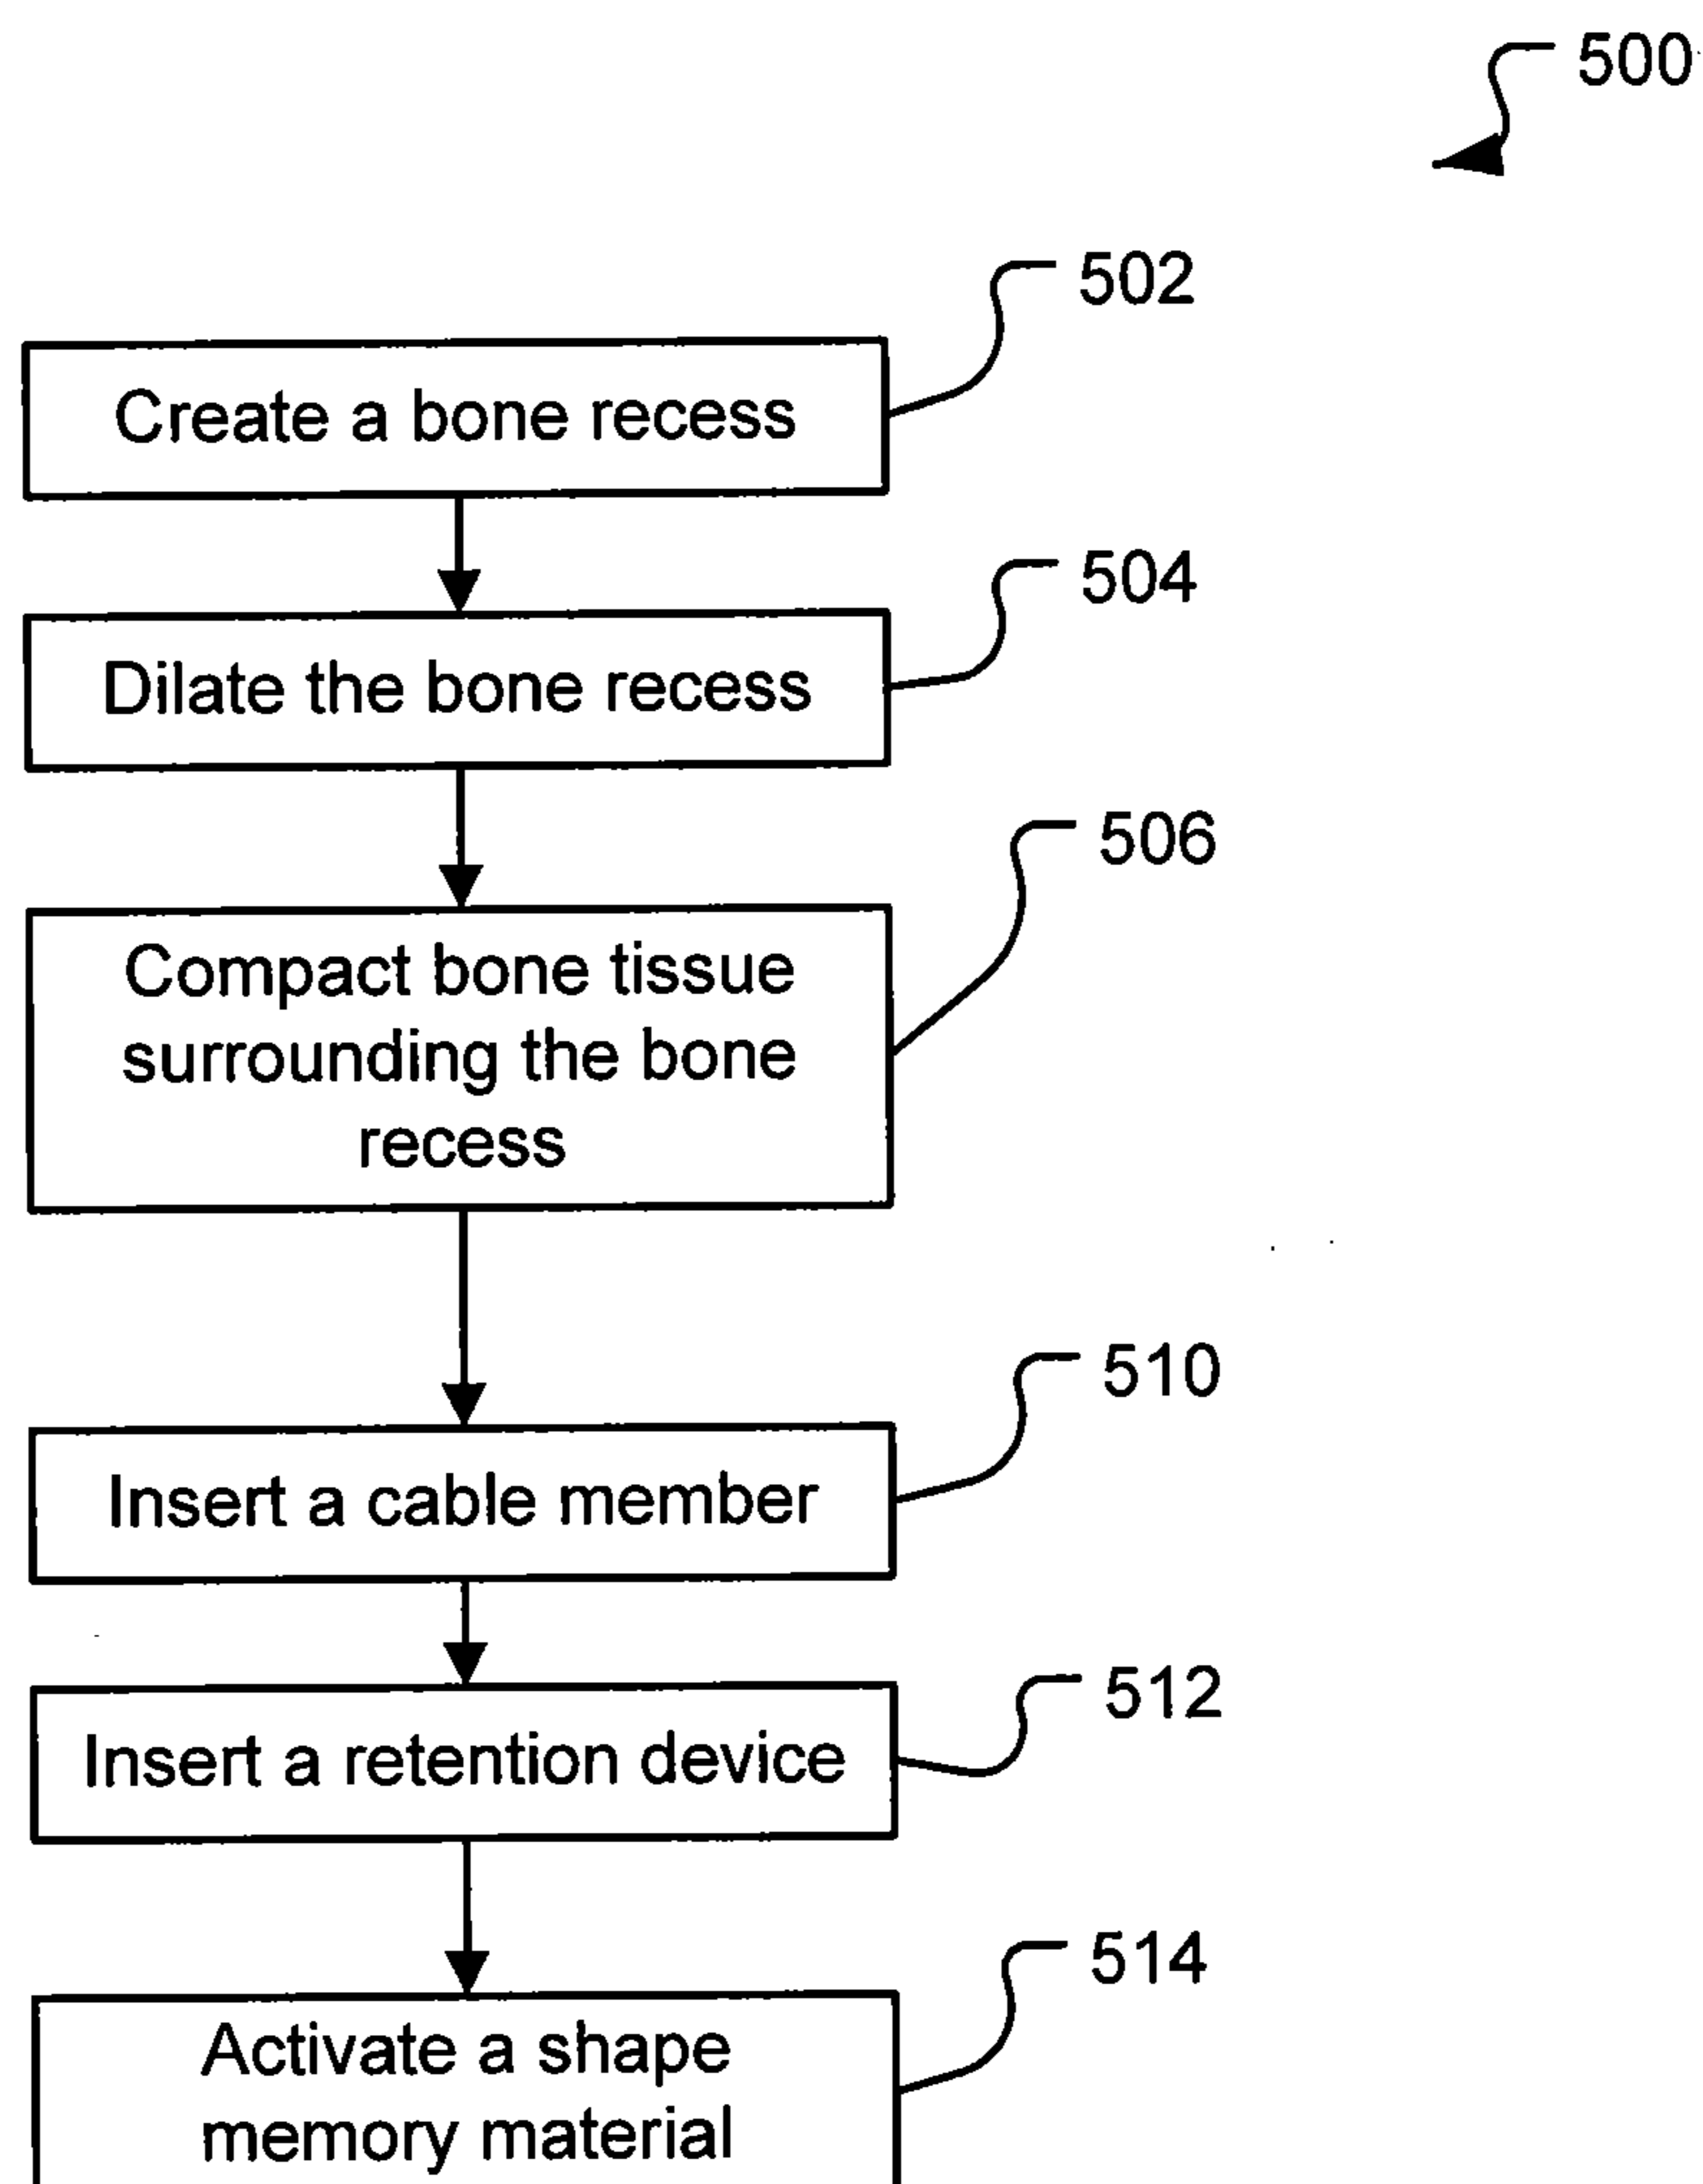 500
502
Create a bone recess
504
Dilate the bone recess
506
Compact bone tissue
surrounding the bone
recess
510
Insert a cable member
512
Insert a retention device
514
Activate a shape
memory material